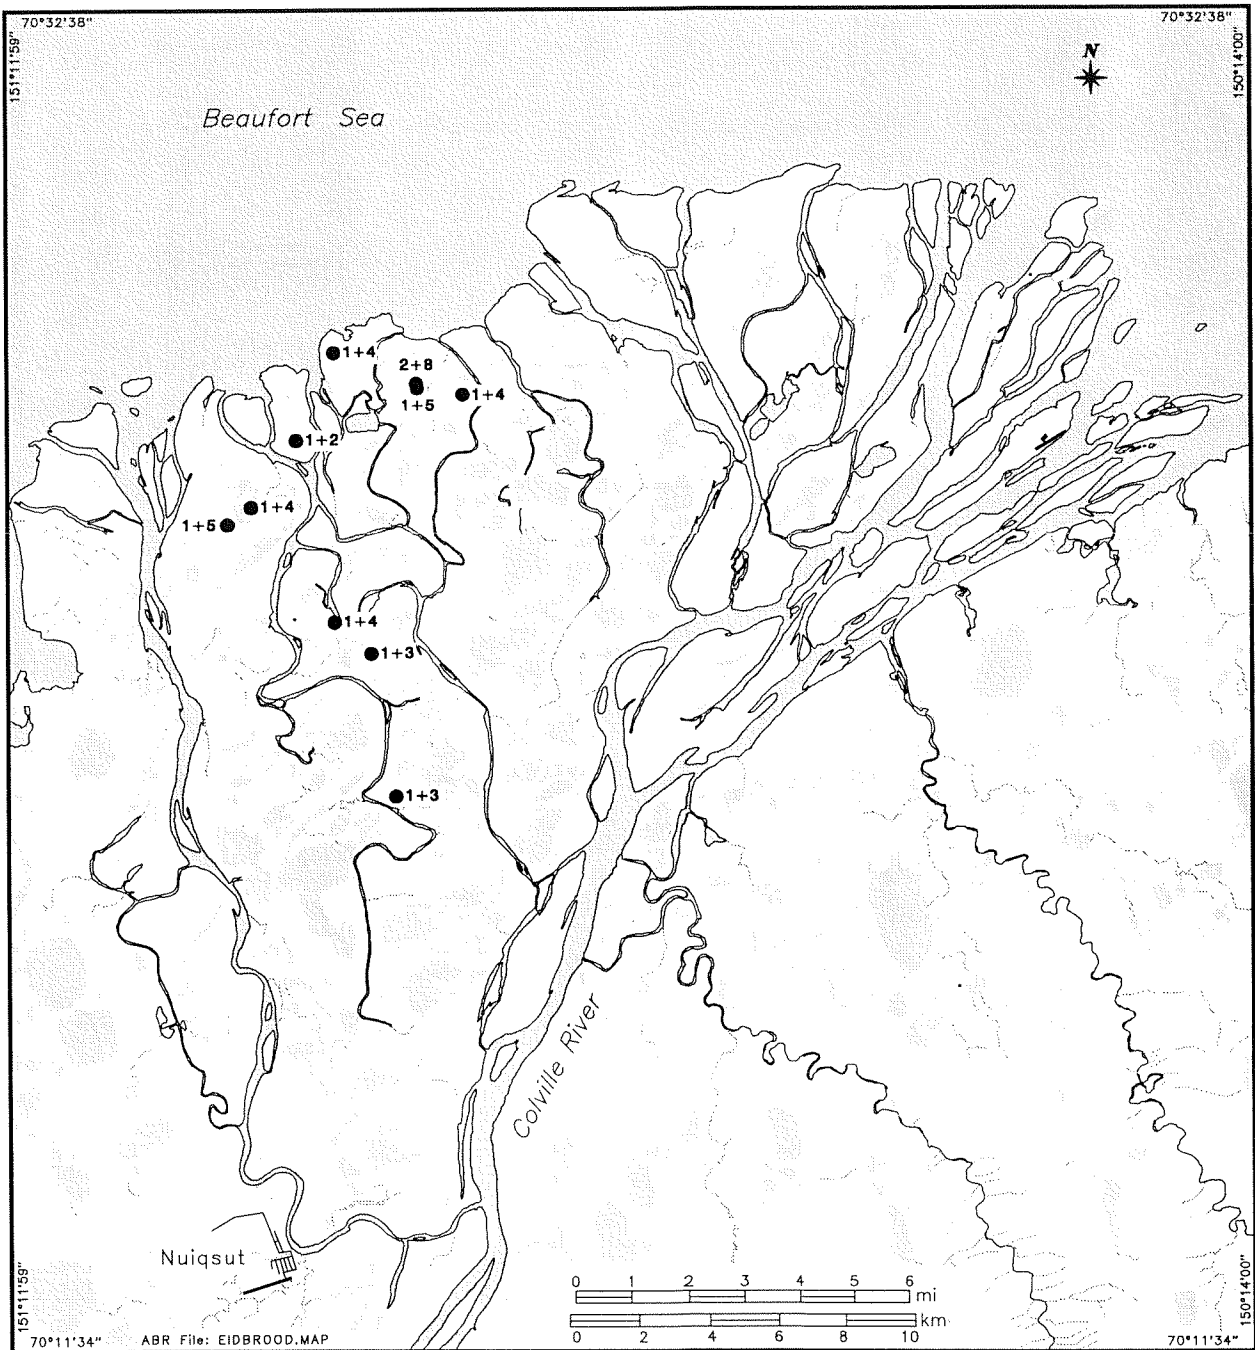 70°32'38"
70°32'38"
151°11'59"
150°14'00"
N
Beaufort Sea
1+4
2+8
1+5
1+4
1+2
1+4
1+5
1+4
1+3
1+3
Colville River
Nuiqsut
0 1 2 3 4 5 6 mi
0 2 4 6 8 10 km
151°11'59"
150°14'00"
70°11'34"
ABR File: EIDBROOD.MAP
70°11'34"